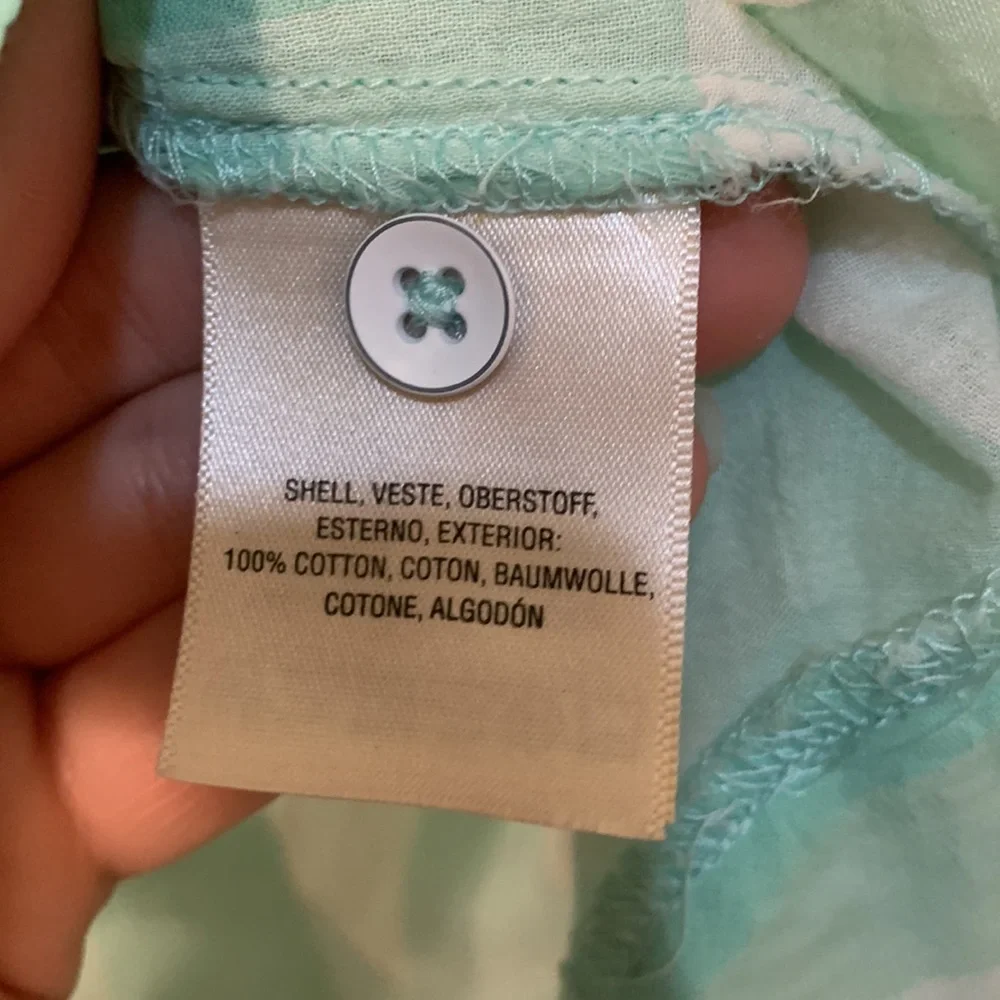 SHELL, VESTE, OBERSTOFF,
ESTERNO, EXTERIOR:
100% COTTON, COTON, BAUMWOLLE,
COTONE, ALGODÓN